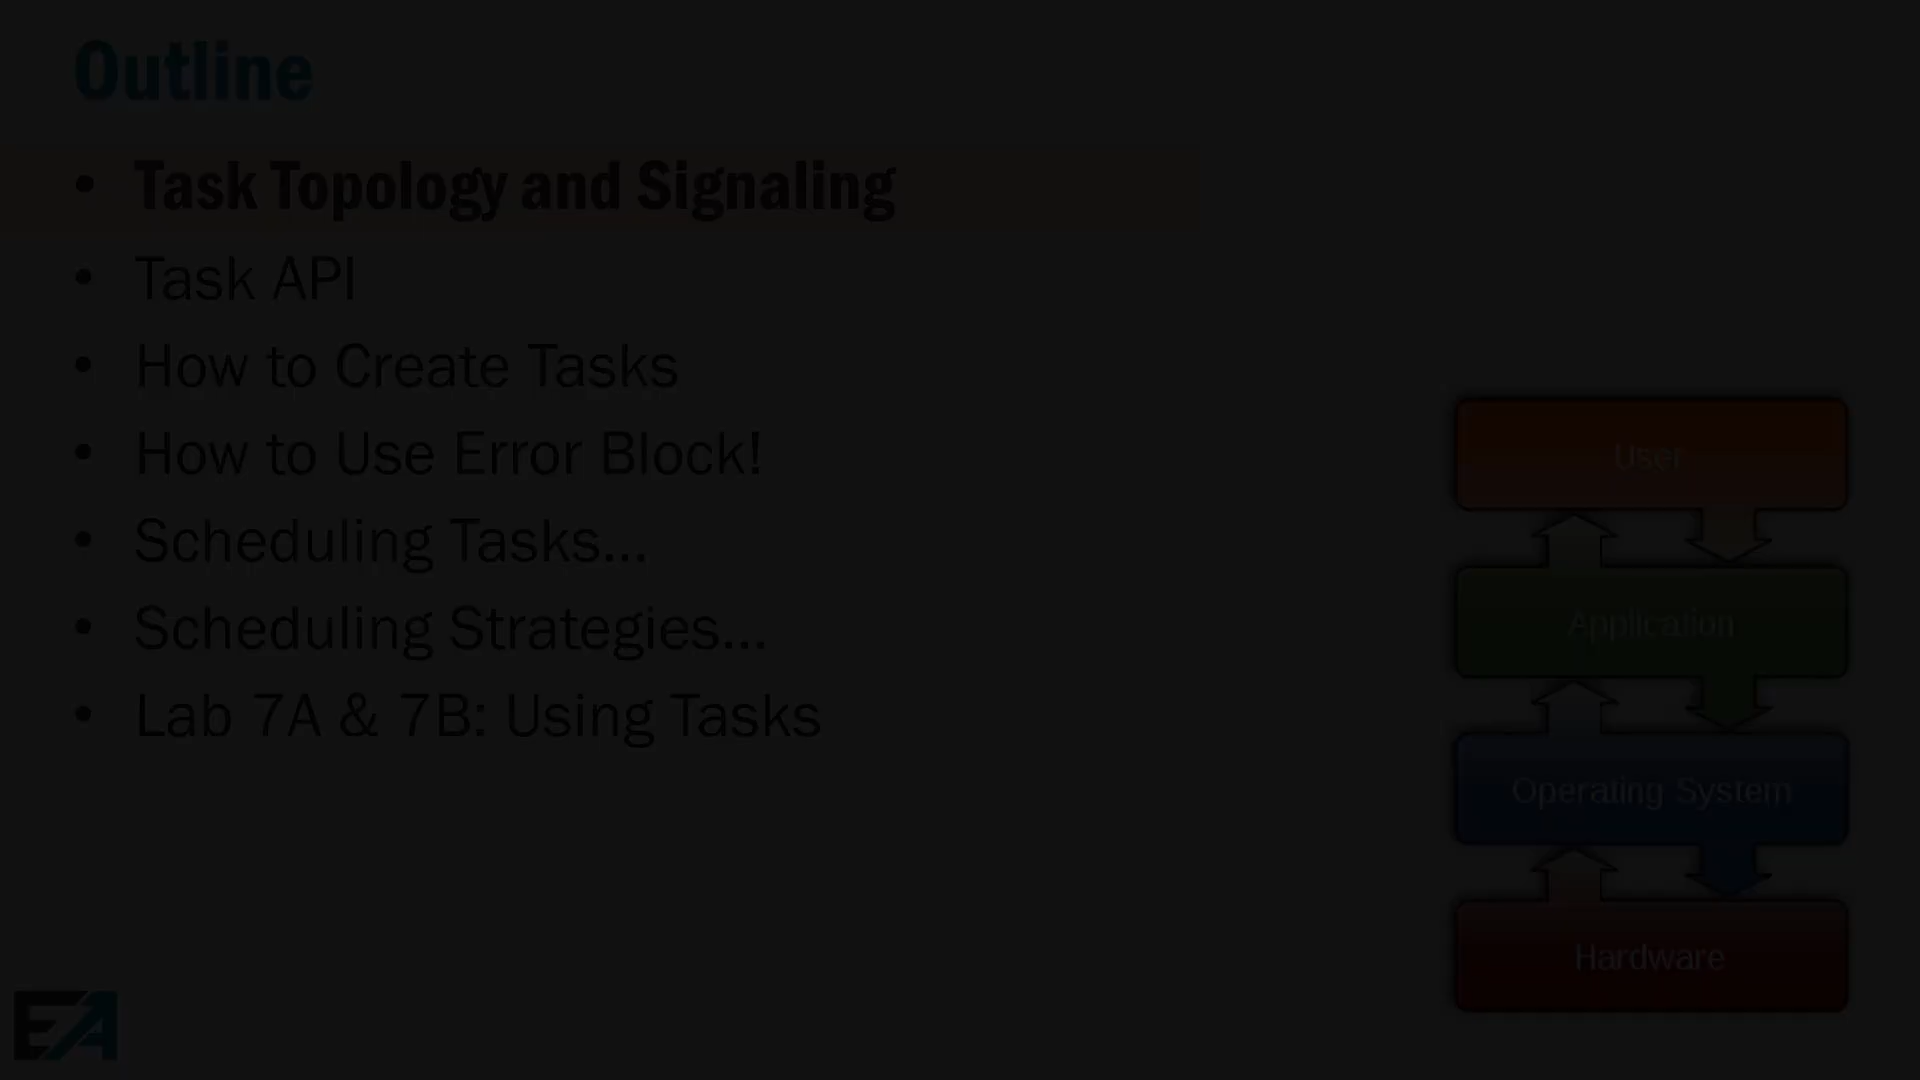 Outline
• Task Topology and Signaling
• Task API
• How to Create Tasks
• How to Use Error Block!
• Scheduling Tasks...
• Scheduling Strategies...
• Lab 7A & 7B: Using Tasks
User
Application
Operating System
Hardware
EA